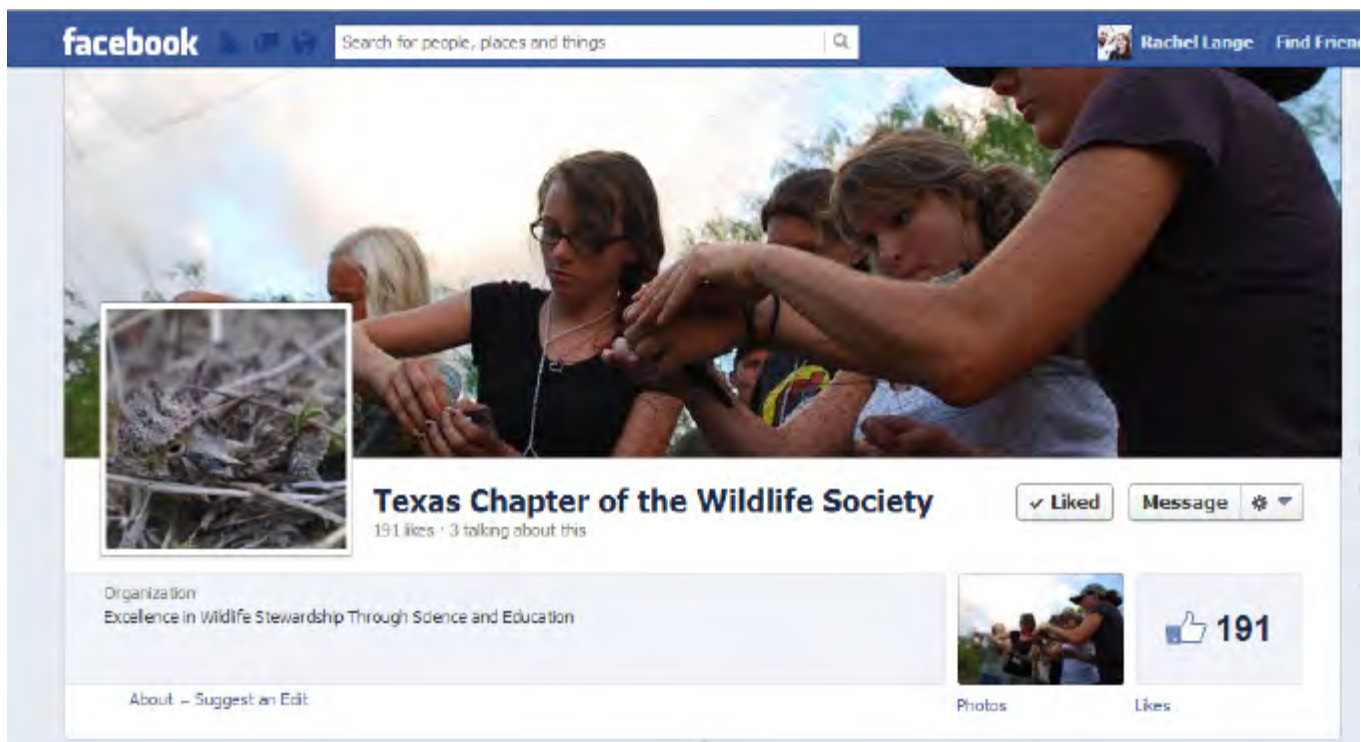 facebook
Search for people, places and things
Rachel Lange Find Frien
Texas Chapter of the Wildlife Society
✓ Liked
Message
191 likes · 3 talking about this
Organization
Excellence in Wildlife Stewardship Through Science and Education
191
About – Suggest an Edit
Photos
Likes